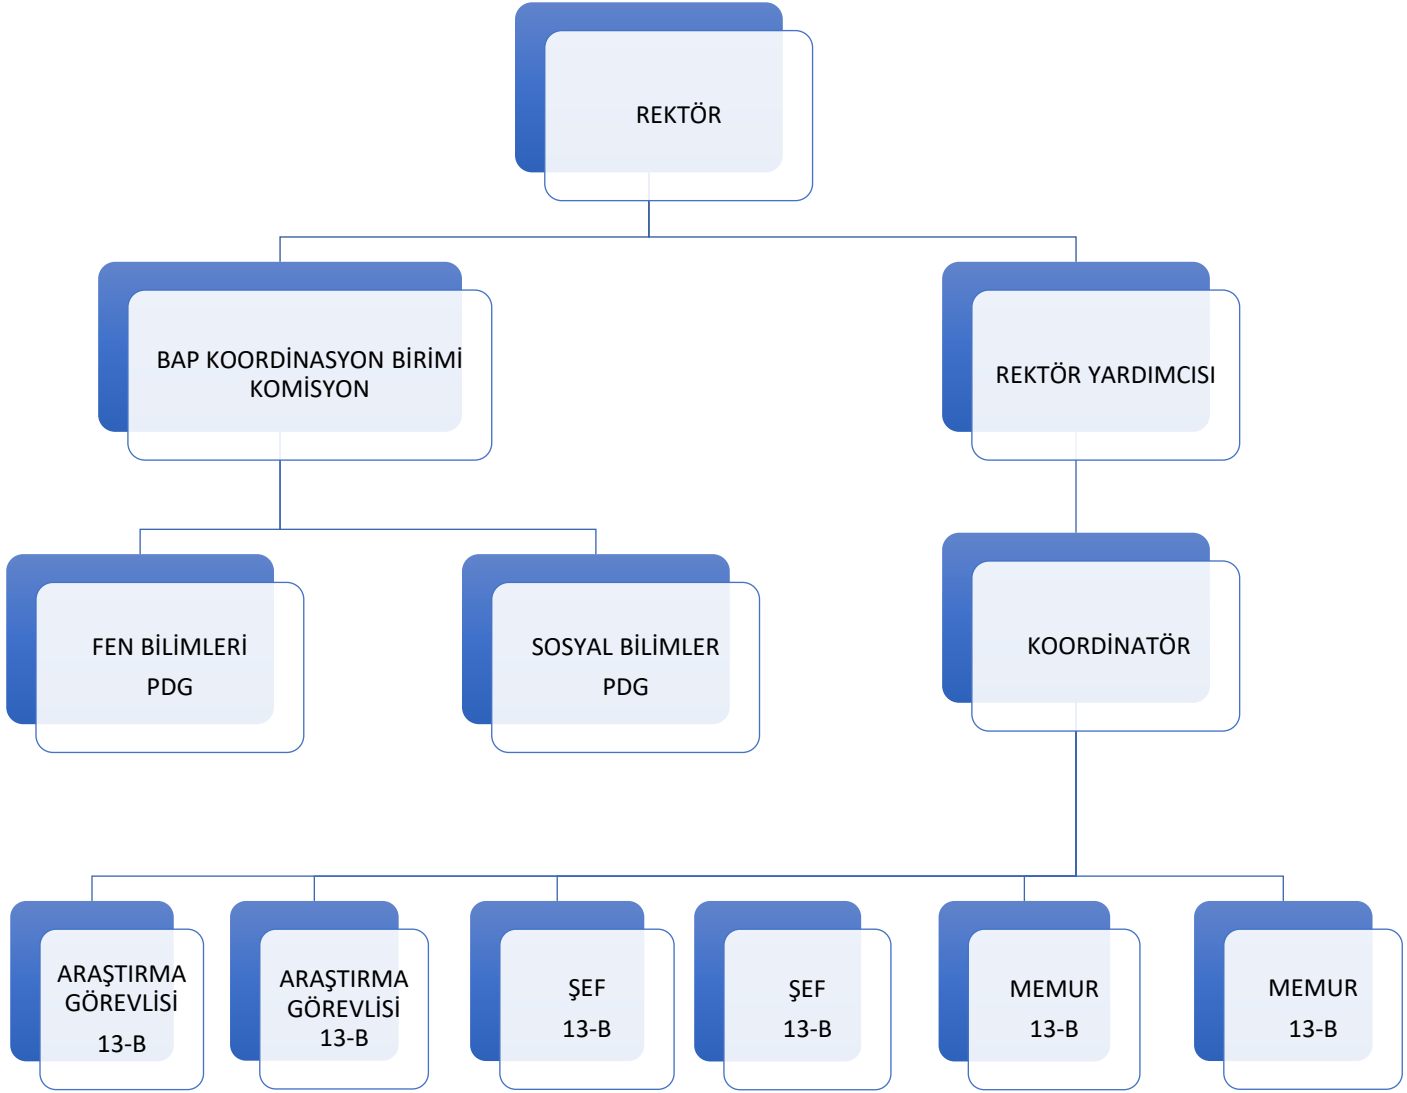 REKTÖR
BAP KOORDİNASYON BİRİMİ
KOMİSYON
REKTÖR YARDIMCISI
FEN BİLİMLERİ
PDG
SOSYAL BİLİMLER
PDG
KOORDİNATÖR
ARAŞTIRMA
GÖREVLİSİ
13-B
ARAŞTIRMA
GÖREVLİSİ
13-B
ŞEF
13-B
ŞEF
13-B
MEMUR
13-B
MEMUR
13-B